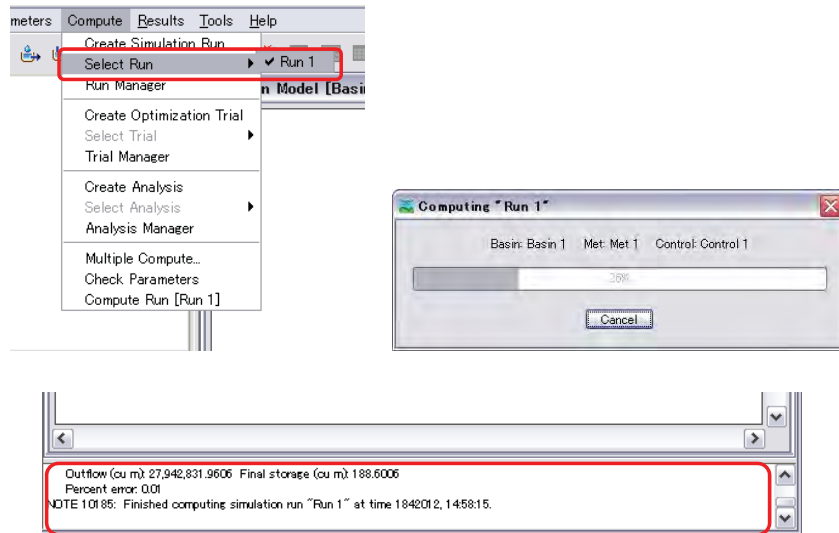 meters Compute Results Tools Help
Create Simulation Run
Select Run ✔ Run 1
Run Manager
n Model [Basi
Create Optimization Trial
Select Trial
Trial Manager
Create Analysis
Select Analysis
Analysis Manager
Multiple Compute...
Check Parameters
Compute Run [Run 1]
Computing "Run 1"
Basin: Basin 1 Met: Met 1 Control: Control 1
Cancel
Outflow (cu m): 27,942,831.9606 Final storage (cu m): 188.6006
Percent error: 0.01
NOTE 10185: Finished computing simulation run "Run 1" at time 1842012, 14:58:15.